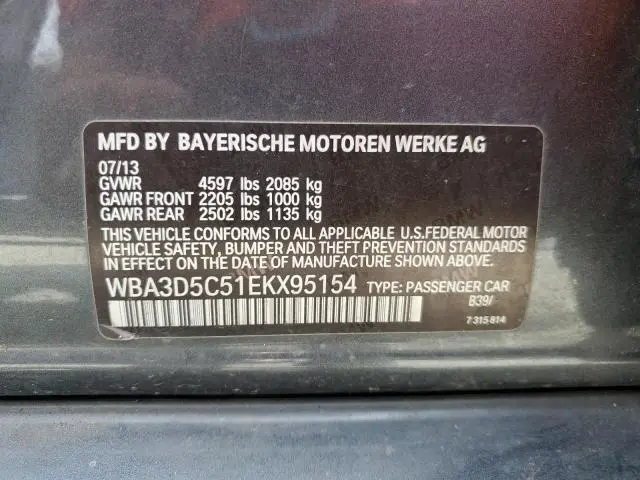 MFD BY BAYERISCHE MOTOREN WERKE AG
07/13
GVWR 4597 lbs 2085 kg
GAWR FRONT 2205 lbs 1000 kg
GAWR REAR 2502 lbs 1135 kg
THIS VEHICLE CONFORMS TO ALL APPLICABLE U.S.FEDERAL MOTOR
VEHICLE SAFETY, BUMPER AND THEFT PREVENTION STANDARDS
IN EFFECT ON THE DATE OF MANUFACTURE SHOWN ABOVE.
WBA3D5C51EKX95154 TYPE: PASSENGER CAR
B39/
7 315 814